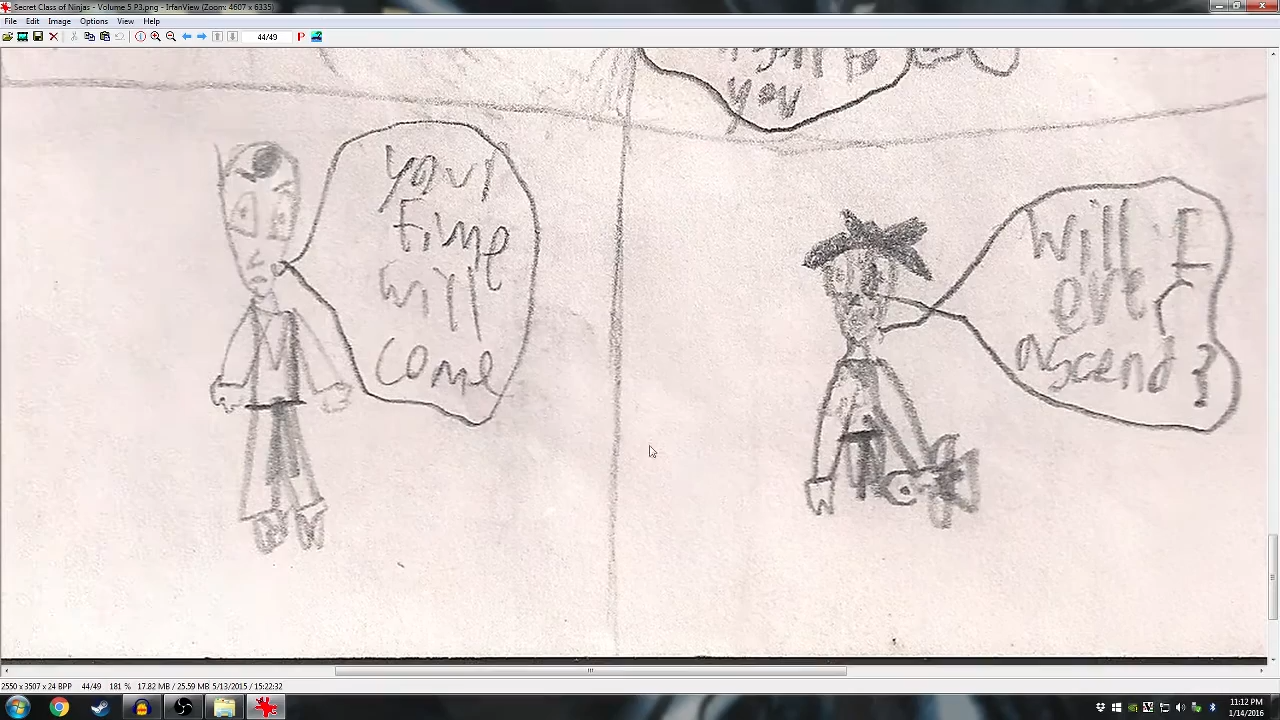 Secret Class of Ninjas - Volume 5 P3.png - IrfanView (Zoom: 4607 x 6335)
File Edit Image Options View Help
44/49
you
your
time
will
come
Will I
ever
ascend?
2550 x 3507 x 24 BPP 44/49 181 % 17.82 MB / 25.59 MB 5/13/2015 / 15:22:32
11:12 PM
1/14/2016